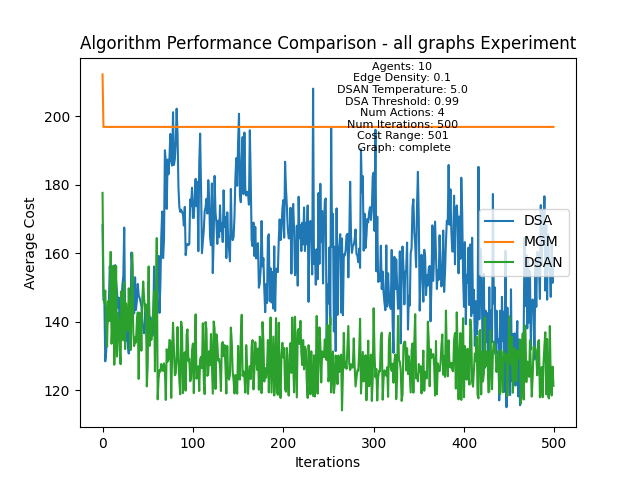 Algorithm Performance Comparison - all graphs Experiment
Agents: 10
Edge Density: 0.1
DSAN Temperature: 5.0
DSA Threshold: 0.99
Num Actions: 4
Num Iterations: 500
Cost Range: 501
Graph: complete
Average Cost
200
180
160
140
120
DSA
MGM
DSAN
0
100
200
300
400
500
Iterations